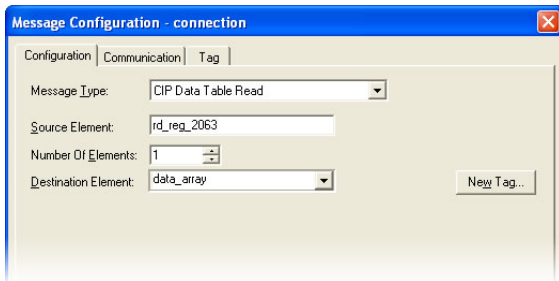 Message Configuration - connection
Configuration Communication Tag
Message Type: CIP Data Table Read
Source Element: rd_reg_2063
Number Of Elements: 1
Destination Element: data_array New Tag...